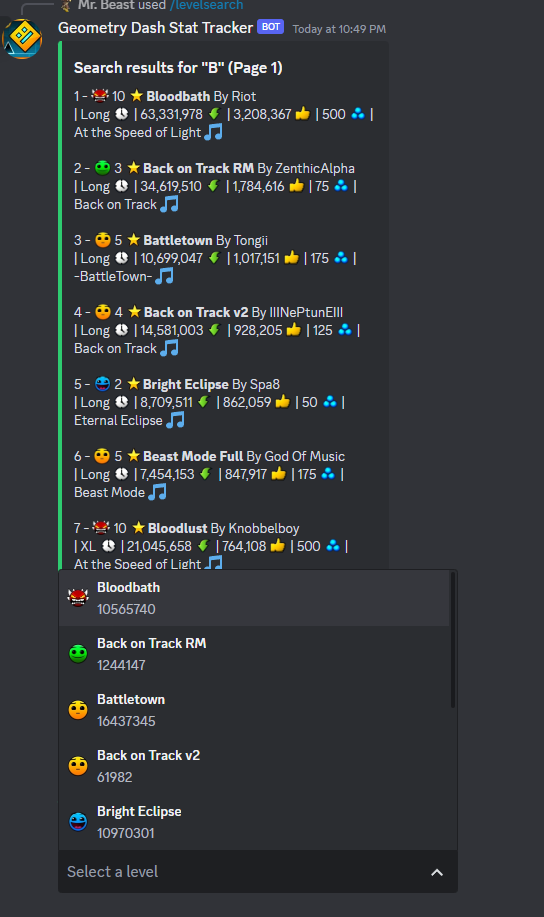 Mr. Beast used /levelsearch
Geometry Dash Stat Tracker BOT Today at 10:49 PM
Search results for "B" (Page 1)
1 - 10 Bloodbath By Riot
| Long | 63,331,978 | 3,208,367 | 500 |
At the Speed of Light
2 - 3 Back on Track RM By ZenthicAlpha
| Long | 34,619,510 | 1,784,616 | 75 |
Back on Track
3 - 5 Battletown By Tongii
| Long | 10,699,047 | 1,017,151 | 175 |
-BattleTown-
4 - 4 Back on Track v2 By IIINePtunEIII
| Long | 14,581,003 | 928,205 | 125 |
Back on Track
5 - 2 Bright Eclipse By Spa8
| Long | 8,709,511 | 862,059 | 50 |
Eternal Eclipse
6 - 5 Beast Mode Full By God Of Music
| Long | 7,454,153 | 847,917 | 175 |
Beast Mode
7 - 10 Bloodlust By Knobbelboy
| XL | 21,045,658 | 764,108 | 500 |
At the Speed of Light
Bloodbath
10565740
Back on Track RM
1244147
Battletown
16437345
Back on Track v2
61982
Bright Eclipse
10970301
Select a level